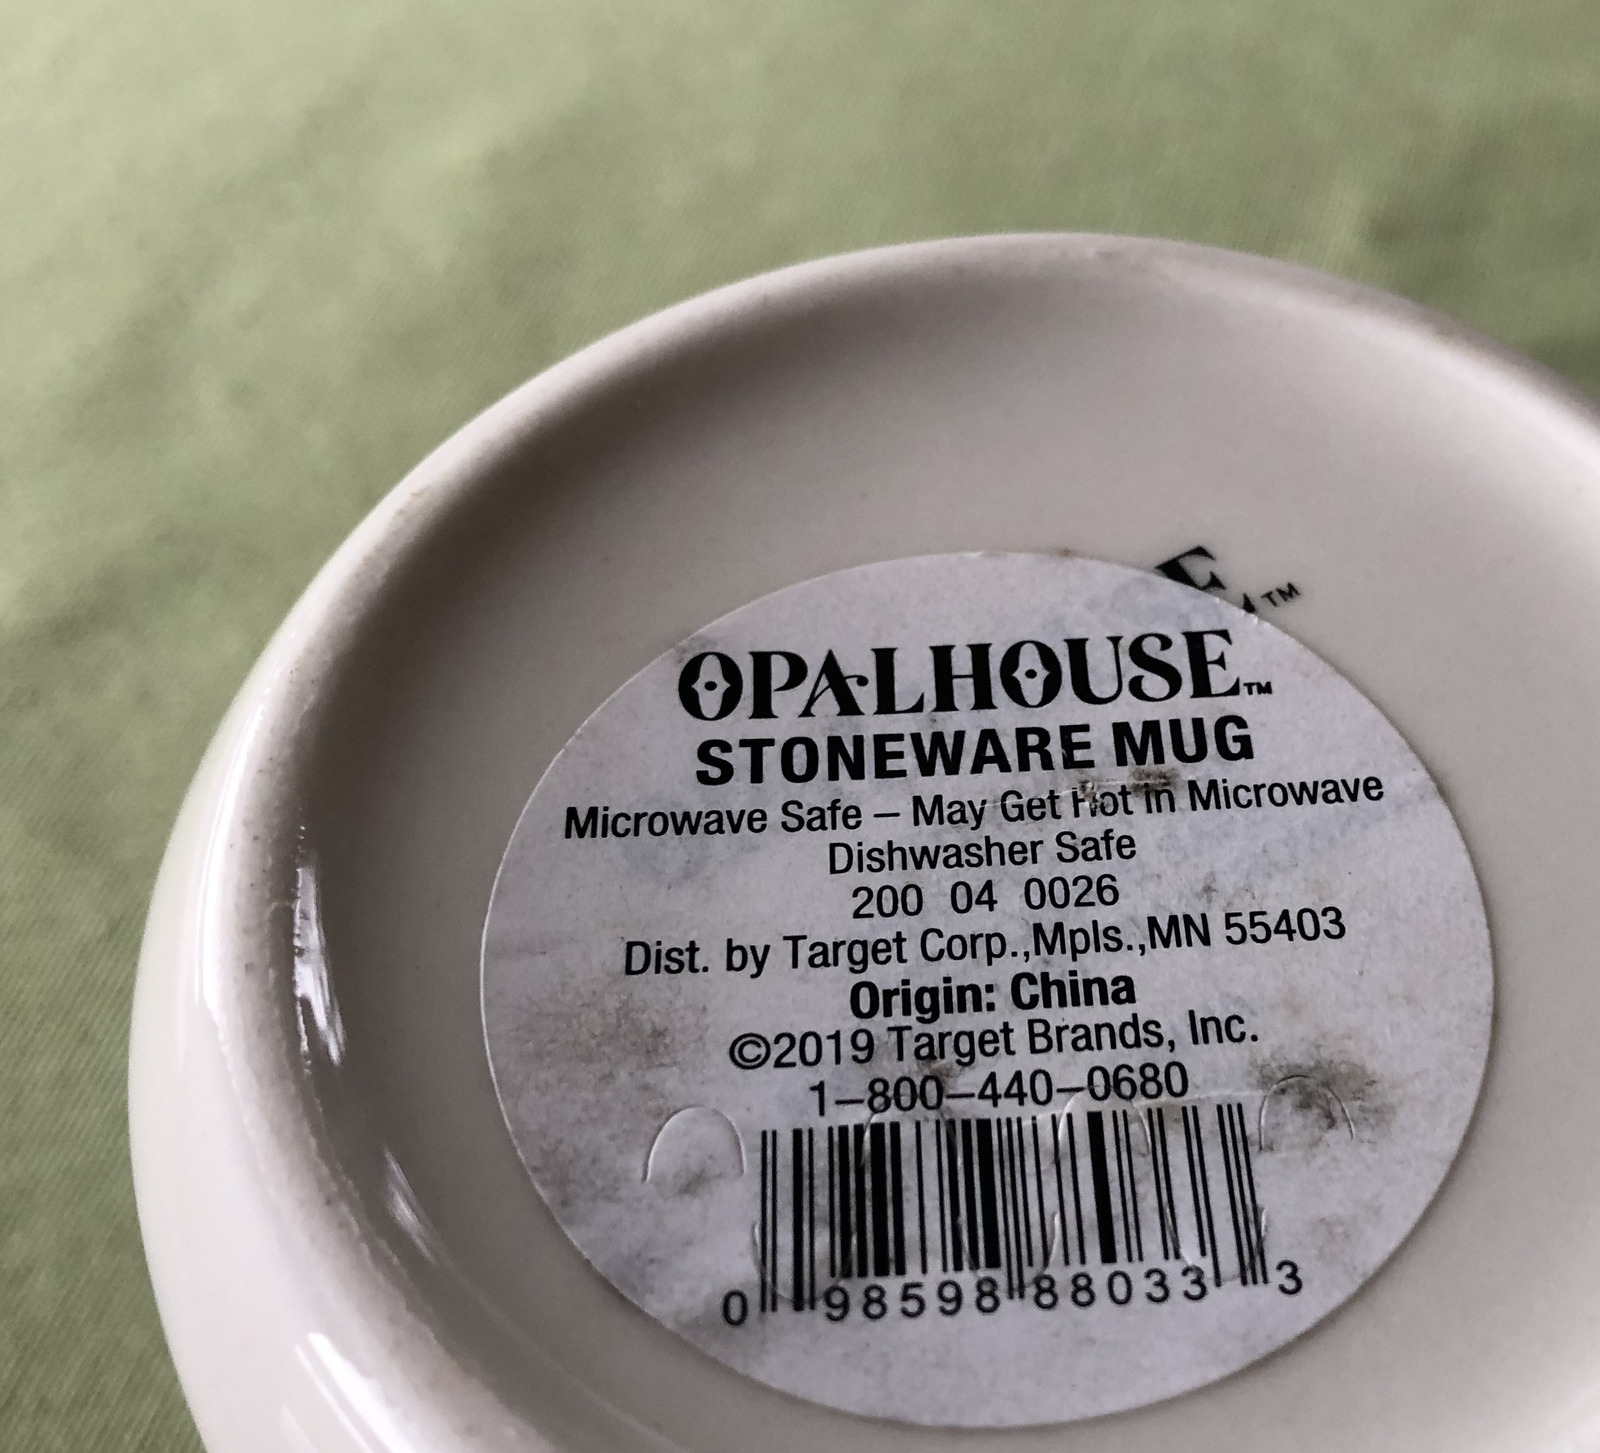 E
™
OPALHOUSE™
STONEWARE MUG
Microwave Safe – May Get Hot in Microwave
Dishwasher Safe
200 04 0026
Dist. by Target Corp.,Mpls.,MN 55403
Origin: China
©2019 Target Brands, Inc.
1–800–440–0680
0 98598 88033 3